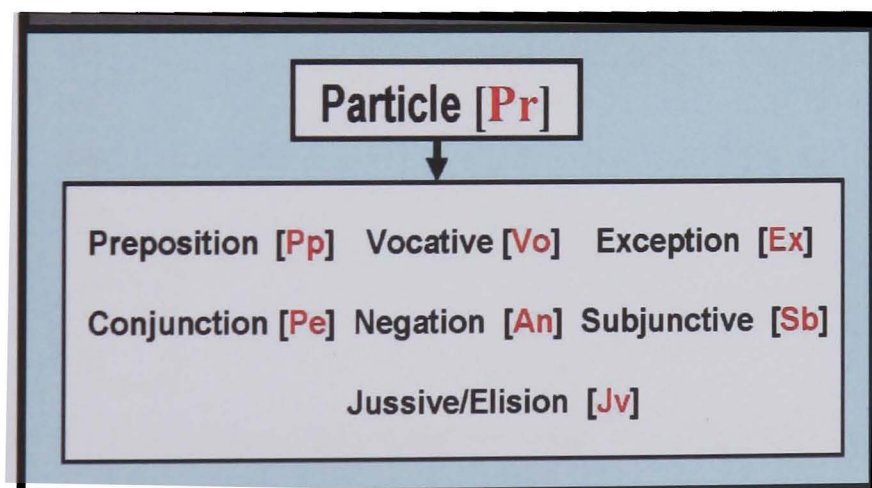 Particle [Pr]
Preposition [Pp] Vocative [Vo] Exception [Ex]
Conjunction [Pe] Negation [An] Subjunctive [Sb]
Jussive/Elision [Jv]